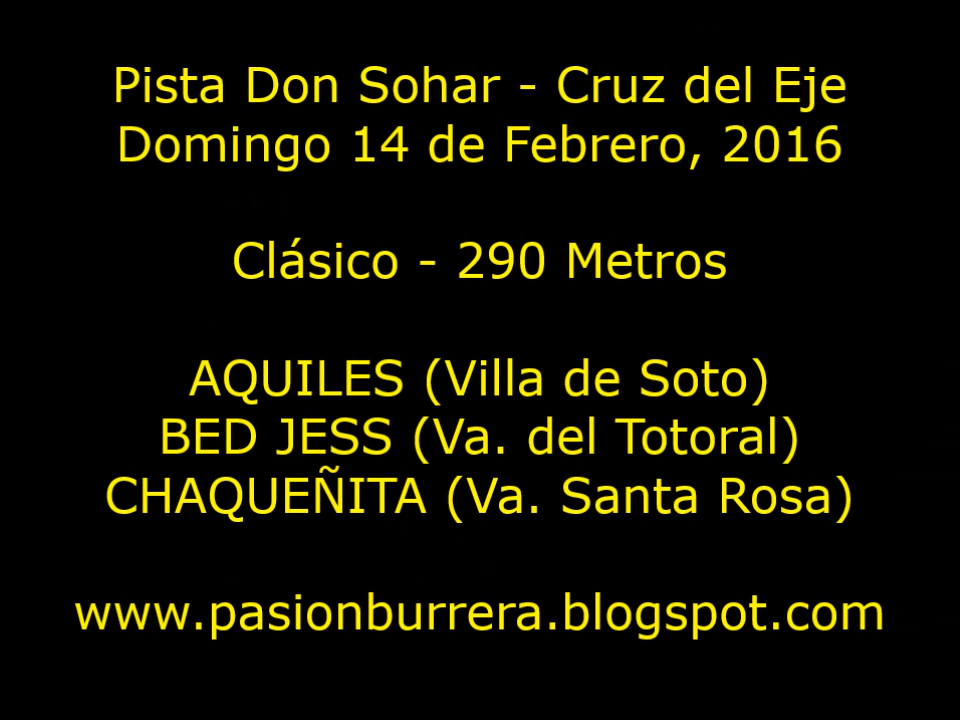 Pista Don Sohar - Cruz del Eje
Domingo 14 de Febrero, 2016
Clásico - 290 Metros
AQUILES (Villa de Soto)
BED JESS (Va. del Totoral)
CHAQUEÑITA (Va. Santa Rosa)
www.pasionburrera.blogspot.com